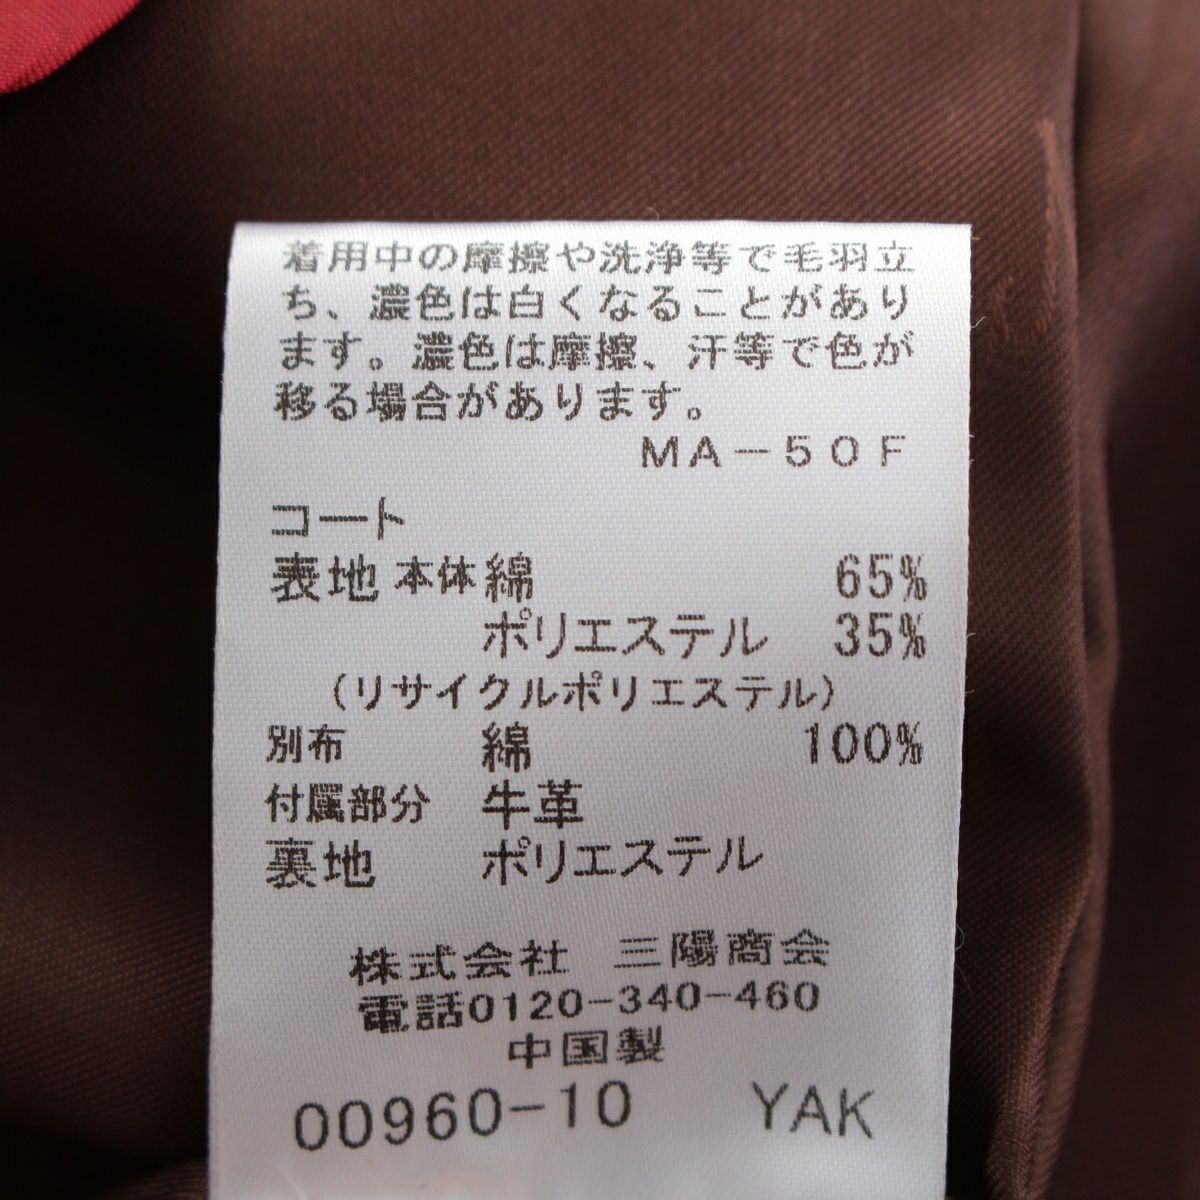 着用中の摩擦や洗浄等で毛羽立
ち、濃色は白くなることがあり
ます。濃色は摩擦、汗等で色が
移る場合があります。
MA-50F
コート
表地 本体 綿 65%
ポリエステル 35%
(リサイクルポリエステル)
別布 綿 100%
付属部分 牛革
裏地 ポリエステル
株式会社 三陽商会
電話0120-340-460
中国製
00960-10 YAK